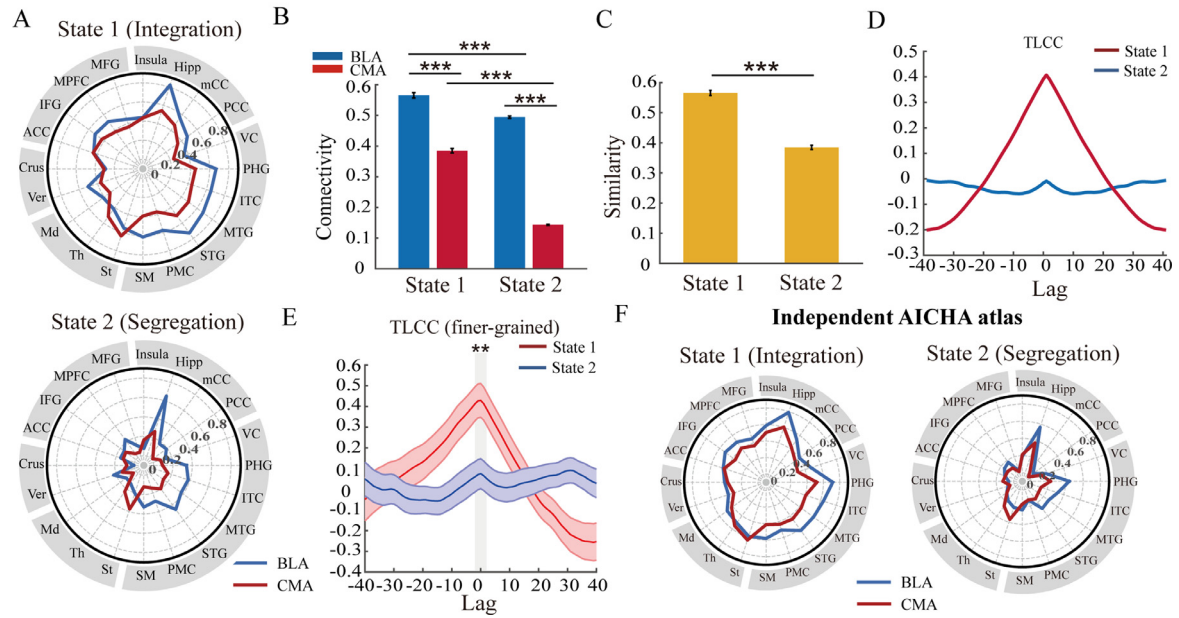 A
State 1 (Integration)
Insula
Hipp
mCC
PCC
VC
PHG
ITC
MTG
STG
PMC
SM
St
Th
Md
Ver
Crus
ACC
IFG
MPFC
MFG
0
0.2
0.4
0.6
0.8
State 2 (Segregation)
Insula
Hipp
mCC
PCC
VC
PHG
ITC
MTG
STG
PMC
SM
St
Th
Md
Ver
Crus
ACC
IFG
MPFC
MFG
0
0.2
0.4
0.6
0.8
BLA
CMA
B
BLA
CMA
***
***
***
***
Connectivity
0.6
0.5
0.4
0.3
0.2
0.1
0
State 1
State 2
C
***
Similarity
0.6
0.5
0.4
0.3
0.2
0.1
0
State 1
State 2
D
TLCC
State 1
State 2
0.5
0.4
0.3
0.2
0.1
0
-0.1
-0.2
-0.3
-40 -30 -20 -10 0 10 20 30 40
Lag
E
TLCC (finer-grained)
State 1
State 2
**
0.6
0.5
0.4
0.3
0.1
0
-0.1
-0.2
-0.3
-0.4
-40 -30 -20 -10 0 10 20 30 40
Lag
F
Independent AICHA atlas
State 1 (Integration)
Insula
Hipp
mCC
PCC
VC
PHG
ITC
MTG
STG
PMC
SM
St
Th
Md
Ver
Crus
ACC
IFG
MPFC
MFG
0
0.2
0.4
0.6
0.8
State 2 (Segregation)
Insula
Hipp
mCC
PCC
VC
PHG
ITC
MTG
STG
PMC
SM
St
Th
Md
Ver
Crus
ACC
IFG
MPFC
MFG
0
0.2
0.4
0.6
0.8
BLA
CMA